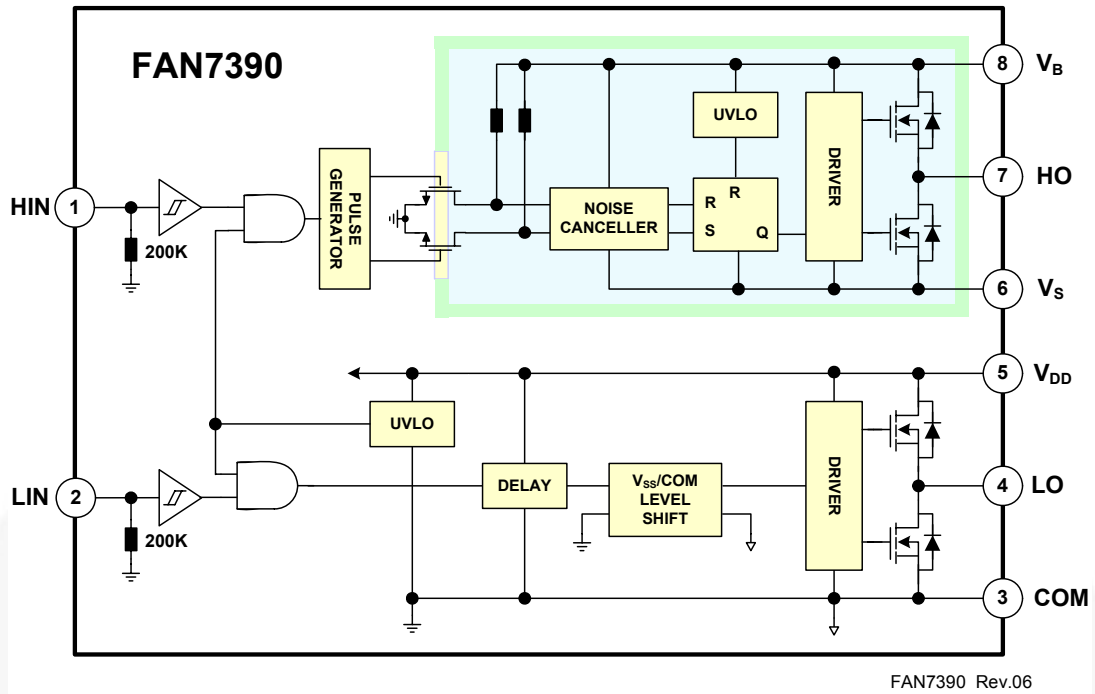 FAN7390
8 VB
UVLO
DRIVER
PULSE
GENERATOR
HIN 1
200K
NOISE
CANCELLER
R
R
S
Q
7 HO
6 VS
5 VDD
UVLO
LIN 2
200K
DELAY
VSS/COM
LEVEL
SHIFT
DRIVER
4 LO
3 COM
FAN7390 Rev.06